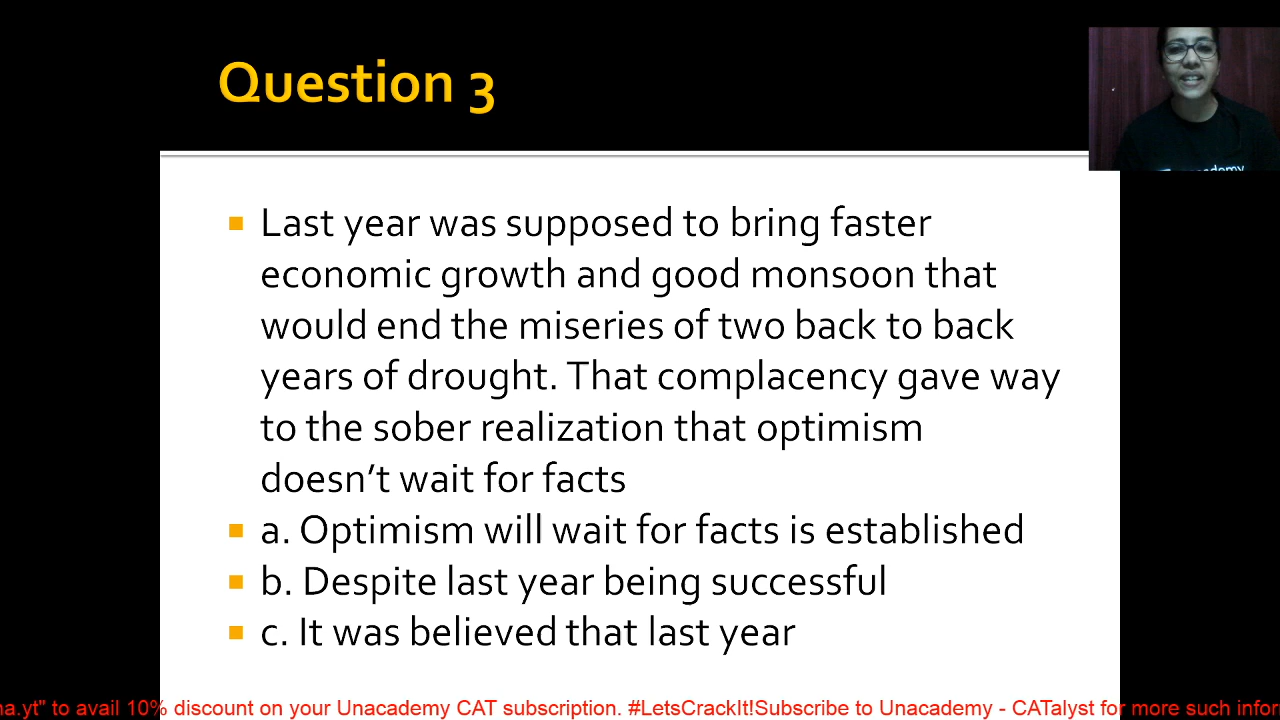 Question 3
Last year was supposed to bring faster
economic growth and good monsoon that
would end the miseries of two back to back
years of drought. That complacency gave way
to the sober realization that optimism
doesn't wait for facts
a. Optimism will wait for facts is established
b. Despite last year being successful
c. It was believed that last year
to avail 10% discount on your Unacademy CAT subscription. #LetsCrackIt!Subscribe to Unacademy - CATalyst for more such